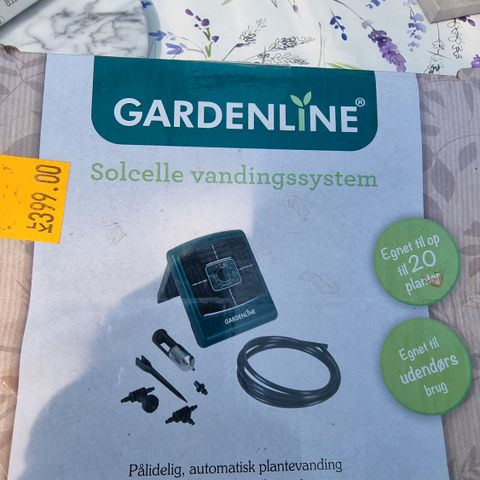 GARDENLINE®
Solcelle vandingssystem
399.00
Egnet til op
til 20
planter
GARDENLINE
Egnet til
udendørs
brug
Pålidelig, automatisk plantevanding